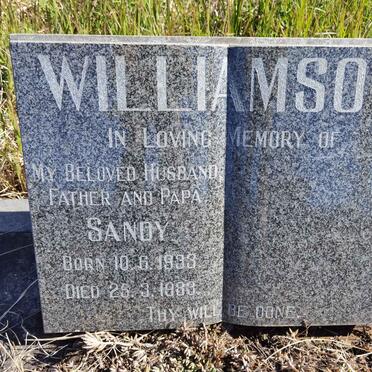 WILLIAMSO
IN LOVING MEMORY OF
MY BELOVED HUSBAND
FATHER AND PAPA
SANDY
BORN 10.6.1933
DIED 25.3.1989
THY WILL BE DONE.